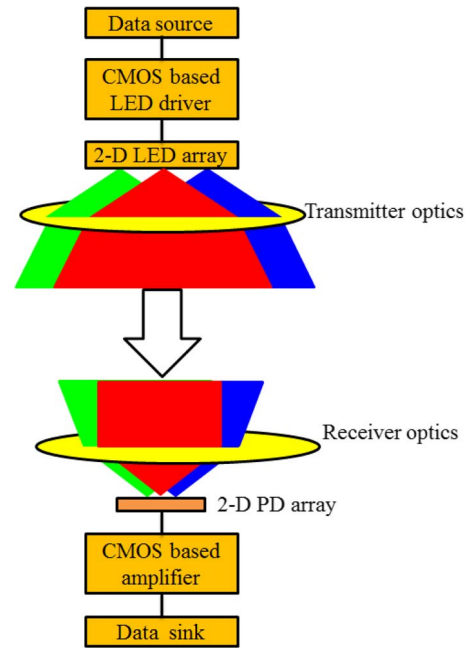 Data source
CMOS based
LED driver
2-D LED array
Transmitter optics
Receiver optics
2-D PD array
CMOS based
amplifier
Data sink